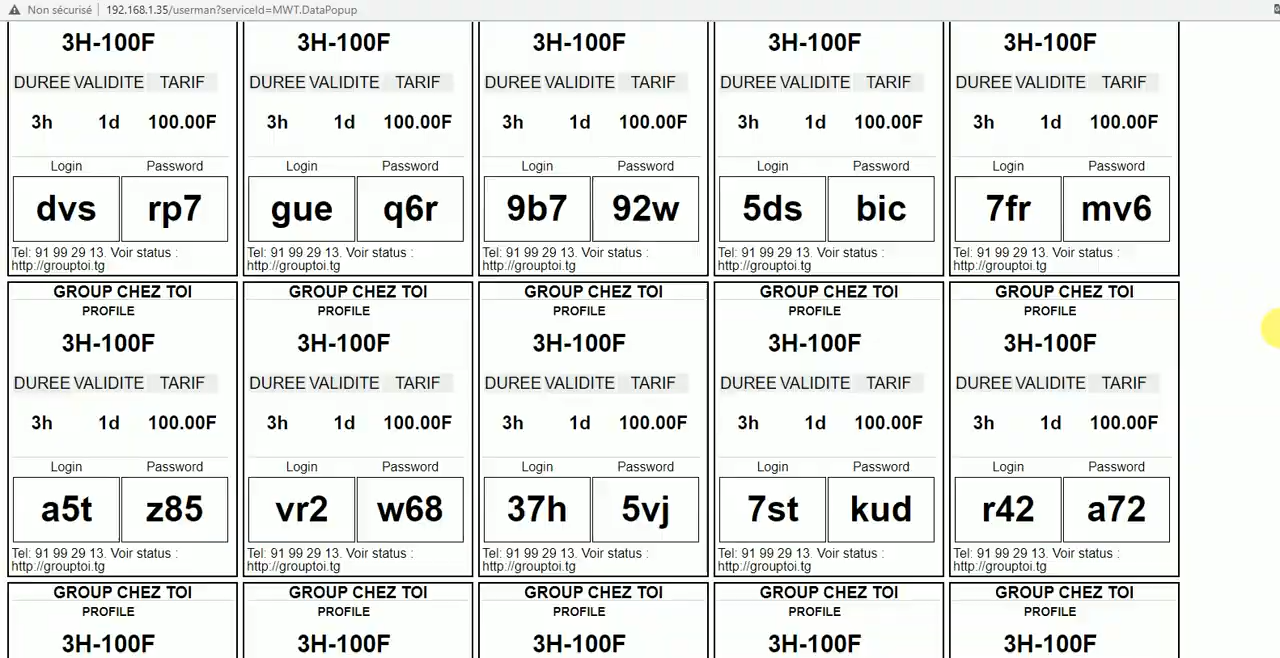 Non sécurisé 192.168.1.35/userman?serviceId=MWT.DataPopup
3H-100F 3H-100F 3H-100F 3H-100F 3H-100F
DUREE VALIDITE TARIF DUREE VALIDITE TARIF DUREE VALIDITE TARIF DUREE VALIDITE TARIF DUREE VALIDITE TARIF
3h 1d 100.00F 3h 1d 100.00F 3h 1d 100.00F 3h 1d 100.00F 3h 1d 100.00F
Login Password Login Password Login Password Login Password Login Password
dvs rp7 gue q6r 9b7 92w 5ds bic 7fr mv6
Tel: 91 99 29 13. Voir status : Tel: 91 99 29 13. Voir status : Tel: 91 99 29 13. Voir status : Tel: 91 99 29 13. Voir status : Tel: 91 99 29 13. Voir status :
http://grouptoi.tg http://grouptoi.tg http://grouptoi.tg http://grouptoi.tg http://grouptoi.tg
GROUP CHEZ TOI GROUP CHEZ TOI GROUP CHEZ TOI GROUP CHEZ TOI GROUP CHEZ TOI
PROFILE PROFILE PROFILE PROFILE PROFILE
3H-100F 3H-100F 3H-100F 3H-100F 3H-100F
DUREE VALIDITE TARIF DUREE VALIDITE TARIF DUREE VALIDITE TARIF DUREE VALIDITE TARIF DUREE VALIDITE TARIF
3h 1d 100.00F 3h 1d 100.00F 3h 1d 100.00F 3h 1d 100.00F 3h 1d 100.00F
Login Password Login Password Login Password Login Password Login Password
a5t z85 vr2 w68 37h 5vj 7st kud r42 a72
Tel: 91 99 29 13. Voir status : Tel: 91 99 29 13. Voir status : Tel: 91 99 29 13. Voir status : Tel: 91 99 29 13. Voir status : Tel: 91 99 29 13. Voir status :
http://grouptoi.tg http://grouptoi.tg http://grouptoi.tg http://grouptoi.tg http://grouptoi.tg
GROUP CHEZ TOI GROUP CHEZ TOI GROUP CHEZ TOI GROUP CHEZ TOI GROUP CHEZ TOI
PROFILE PROFILE PROFILE PROFILE PROFILE
3H-100F 3H-100F 3H-100F 3H-100F 3H-100F